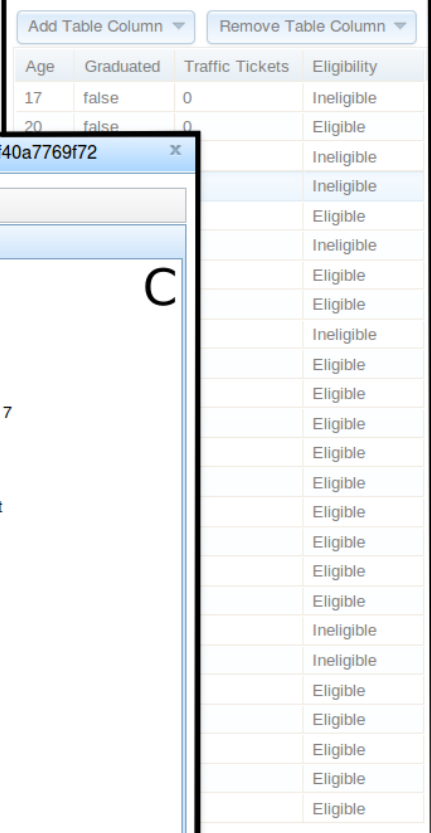 Add Table Column Remove Table Column
Age Graduated Traffic Tickets Eligibility
17 false 0 Ineligible
20 false 0 Eligible
f40a7769f72 x Ineligible
Ineligible
Eligible
Ineligible
C Eligible
Eligible
Ineligible
Eligible
Eligible
7 Eligible
Eligible
Eligible
t Eligible
Eligible
Eligible
Eligible
Ineligible
Ineligible
Eligible
Eligible
Eligible
Eligible
Eligible